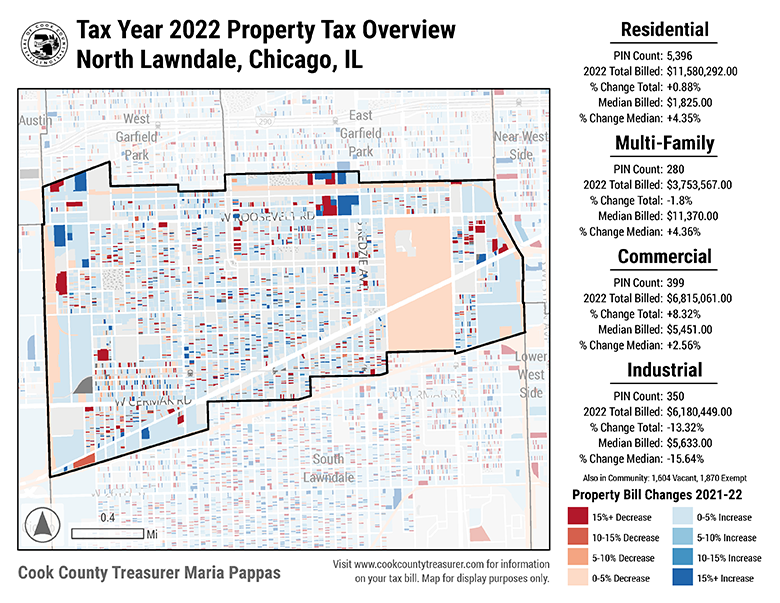 Tax Year 2022 Property Tax Overview
North Lawndale, Chicago, IL
Austin
West
Garfield
Park
East
Garfield
Park
Near West
Side
290
W ROOSEVELT RD
S KEDZIE AVE
W CERMAK RD
Lower
West
Side
South
Lawndale
0.4
Mi
Cook County Treasurer Maria Pappas
Visit www.cookcountytreasurer.com for information
on your tax bill. Map for display purposes only.
Residential
PIN Count: 5,396
2022 Total Billed: $11,580,292.00
% Change Total: +0.88%
Median Billed: $1,825.00
% Change Median: +4.35%
Multi-Family
PIN Count: 280
2022 Total Billed: $3,753,567.00
% Change Total: -1.8%
Median Billed: $11,370.00
% Change Median: +4.36%
Commercial
PIN Count: 399
2022 Total Billed: $6,815,061.00
% Change Total: +8.32%
Median Billed: $5,451.00
% Change Median: +2.56%
Industrial
PIN Count: 350
2022 Total Billed: $6,180,449.00
% Change Total: -13.32%
Median Billed: $5,633.00
% Change Median: -15.64%
Also in Community: 1,604 Vacant, 1,870 Exempt
Property Bill Changes 2021-22
15%+ Decrease
0-5% Increase
10-15% Decrease
5-10% Increase
5-10% Decrease
10-15% Increase
0-5% Decrease
15%+ Increase